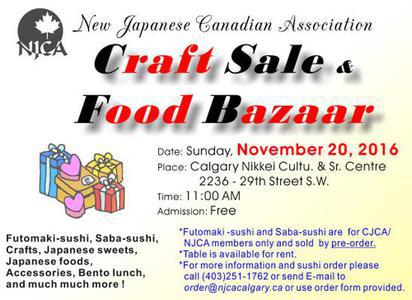 New Japanese Canadian Association
NJCA
Craft Sale &
Food Bazaar
Date: Sunday, November 20, 2016
Place: Calgary Nikkei Cultu. & Sr. Centre
2236 - 29th Street S.W.
Time: 11:00 AM
Admission: Free
Futomaki-sushi, Saba-sushi,
Crafts, Japanese sweets,
Japanese foods,
Accessories, Bento lunch,
and much much more !
*Futomaki -sushi and Saba-sushi are for CJCA/
NJCA members only and sold by pre-order.
*Table is available for rent.
*For more information and sushi order please
call (403)251-1762 or send E-mail to
order@njcacalgary.ca or use order form provided.